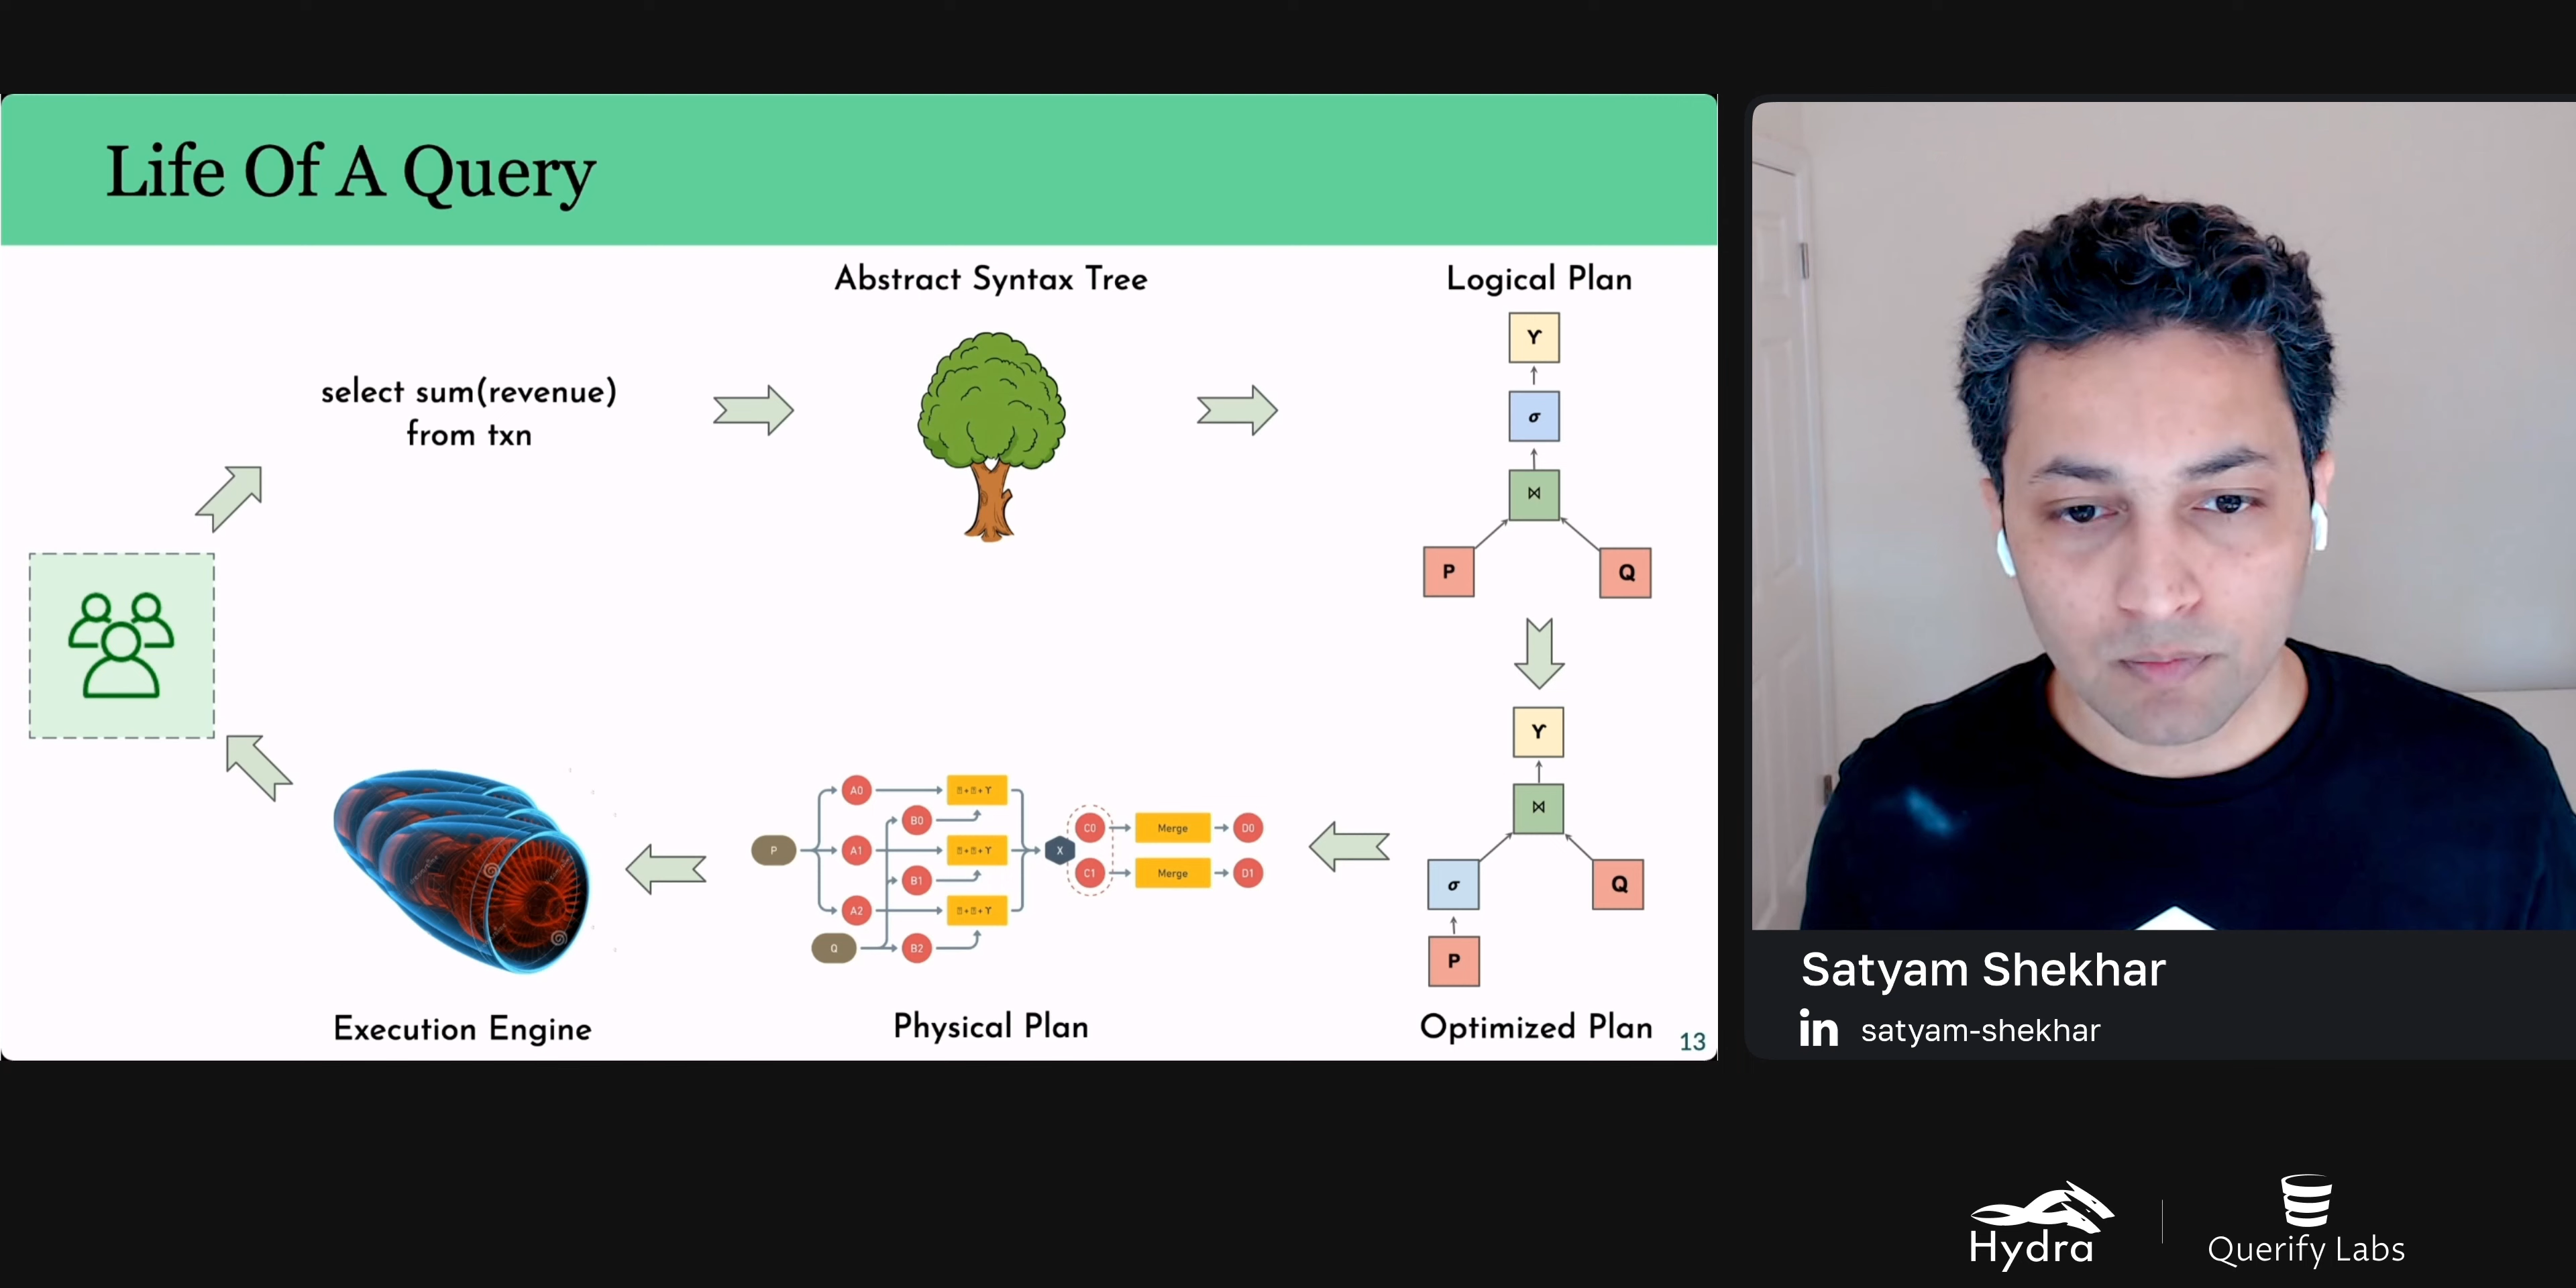 Life Of A Query
Abstract Syntax Tree
Logical Plan
select sum(revenue)
from txn
ϒ
σ
⋈
P
Q
ϒ
⋈
σ
Q
P
A0
B0
A1
B1
A2
B2
P
Q
X
C0
Merge
D0
C1
Merge
D1
Execution Engine
Physical Plan
Optimized Plan
13
Satyam Shekhar
in satyam-shekhar
Hydra
Querify Labs